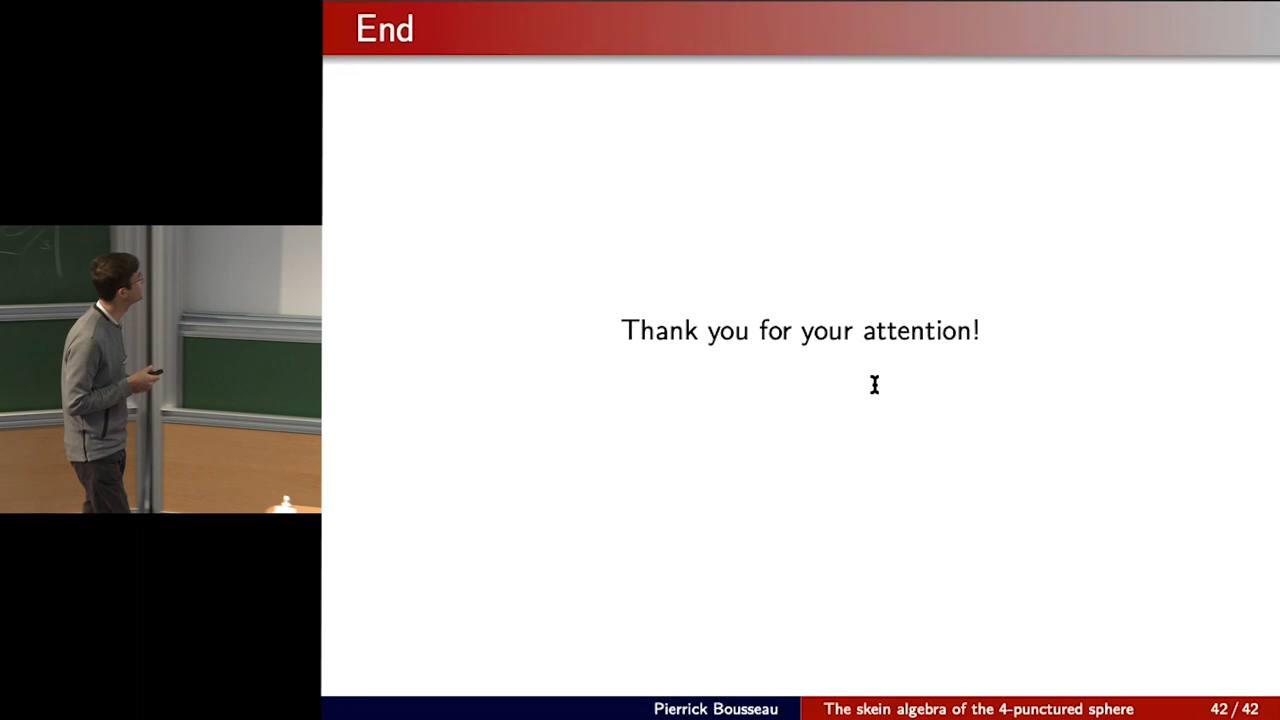 End
Thank you for your attention!
Pierrick Bousseau
The skein algebra of the 4-punctured sphere
42 / 42